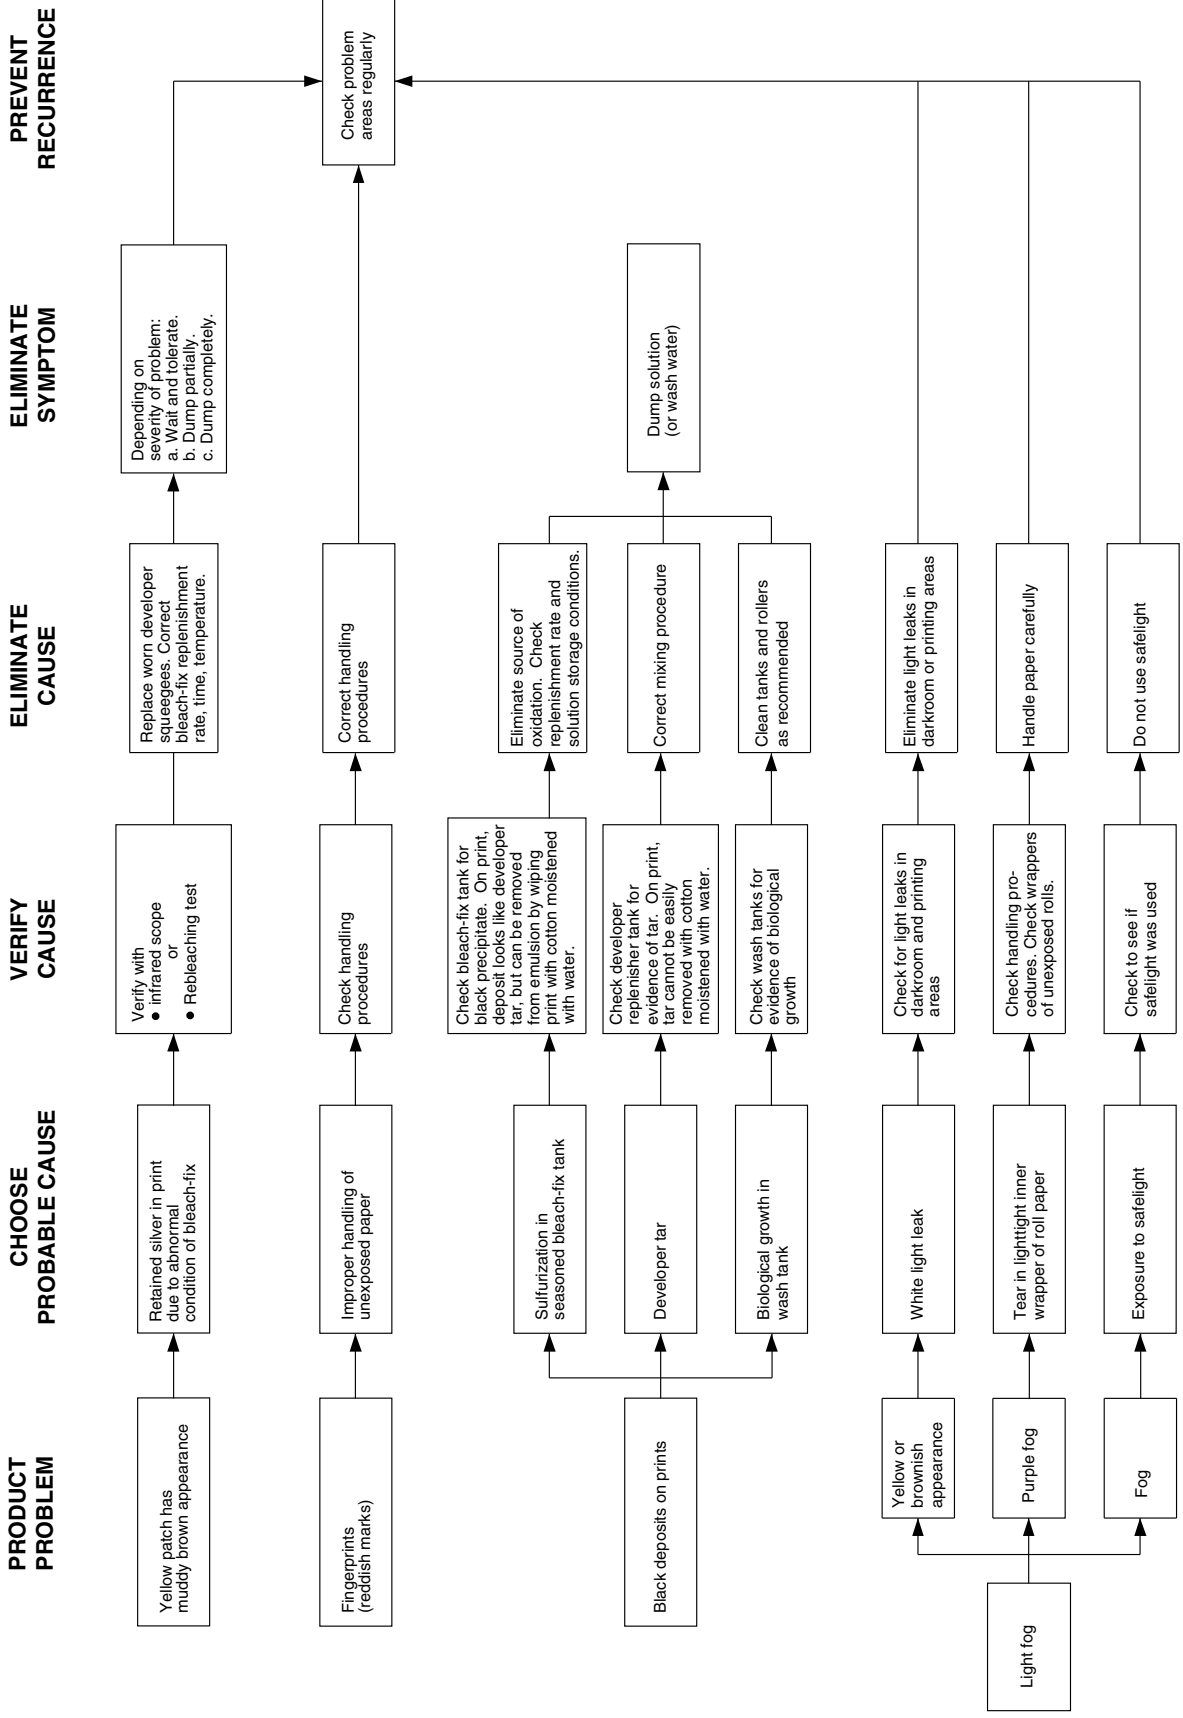 PRODUCT
PROBLEM
CHOOSE
PROBABLE CAUSE
VERIFY
CAUSE
ELIMINATE
CAUSE
ELIMINATE
SYMPTOM
PREVENT
RECURRENCE
Yellow patch has
muddy brown appearance
Retained silver in print
due to abnormal
condition of bleach-fix
Verify with
● infrared scope
or
● Rebleaching test
Replace worn developer
squeegees. Correct
bleach-fix replenishment
rate, time, temperature.
Depending on
severity of problem:
a. Wait and tolerate.
b. Dump partially.
c. Dump completely.
Fingerprints
(reddish marks)
Improper handling of
unexposed paper
Check handling
procedures
Correct handling
procedures
Check problem
areas regularly
Black deposits on prints
Sulfurization in
seasoned bleach-fix tank
Check bleach-fix tank for
black precipitate. On print,
deposit looks like developer
tar, but can be removed
from emulsion by wiping
print with cotton moistened
with water.
Eliminate source of
oxidation. Check
replenishment rate and
solution storage conditions.
Developer tar
Check developer
replenisher tank for
evidence of tar. On print,
tar cannot be easily
removed with cotton
moistened with water.
Correct mixing procedure
Dump solution
(or wash water)
Biological growth in
wash tank
Check wash tanks for
evidence of biological
growth
Clean tanks and rollers
as recommended
Light fog
Yellow or
brownish
appearance
White light leak
Check for light leaks in
darkroom and printing
areas
Eliminate light leaks in
darkroom or printing areas
Purple fog
Tear in lighttight inner
wrapper of roll paper
Check handling pro-
cedures. Check wrappers
of unexposed rolls.
Handle paper carefully
Fog
Exposure to safelight
Check to see if
safelight was used
Do not use safelight